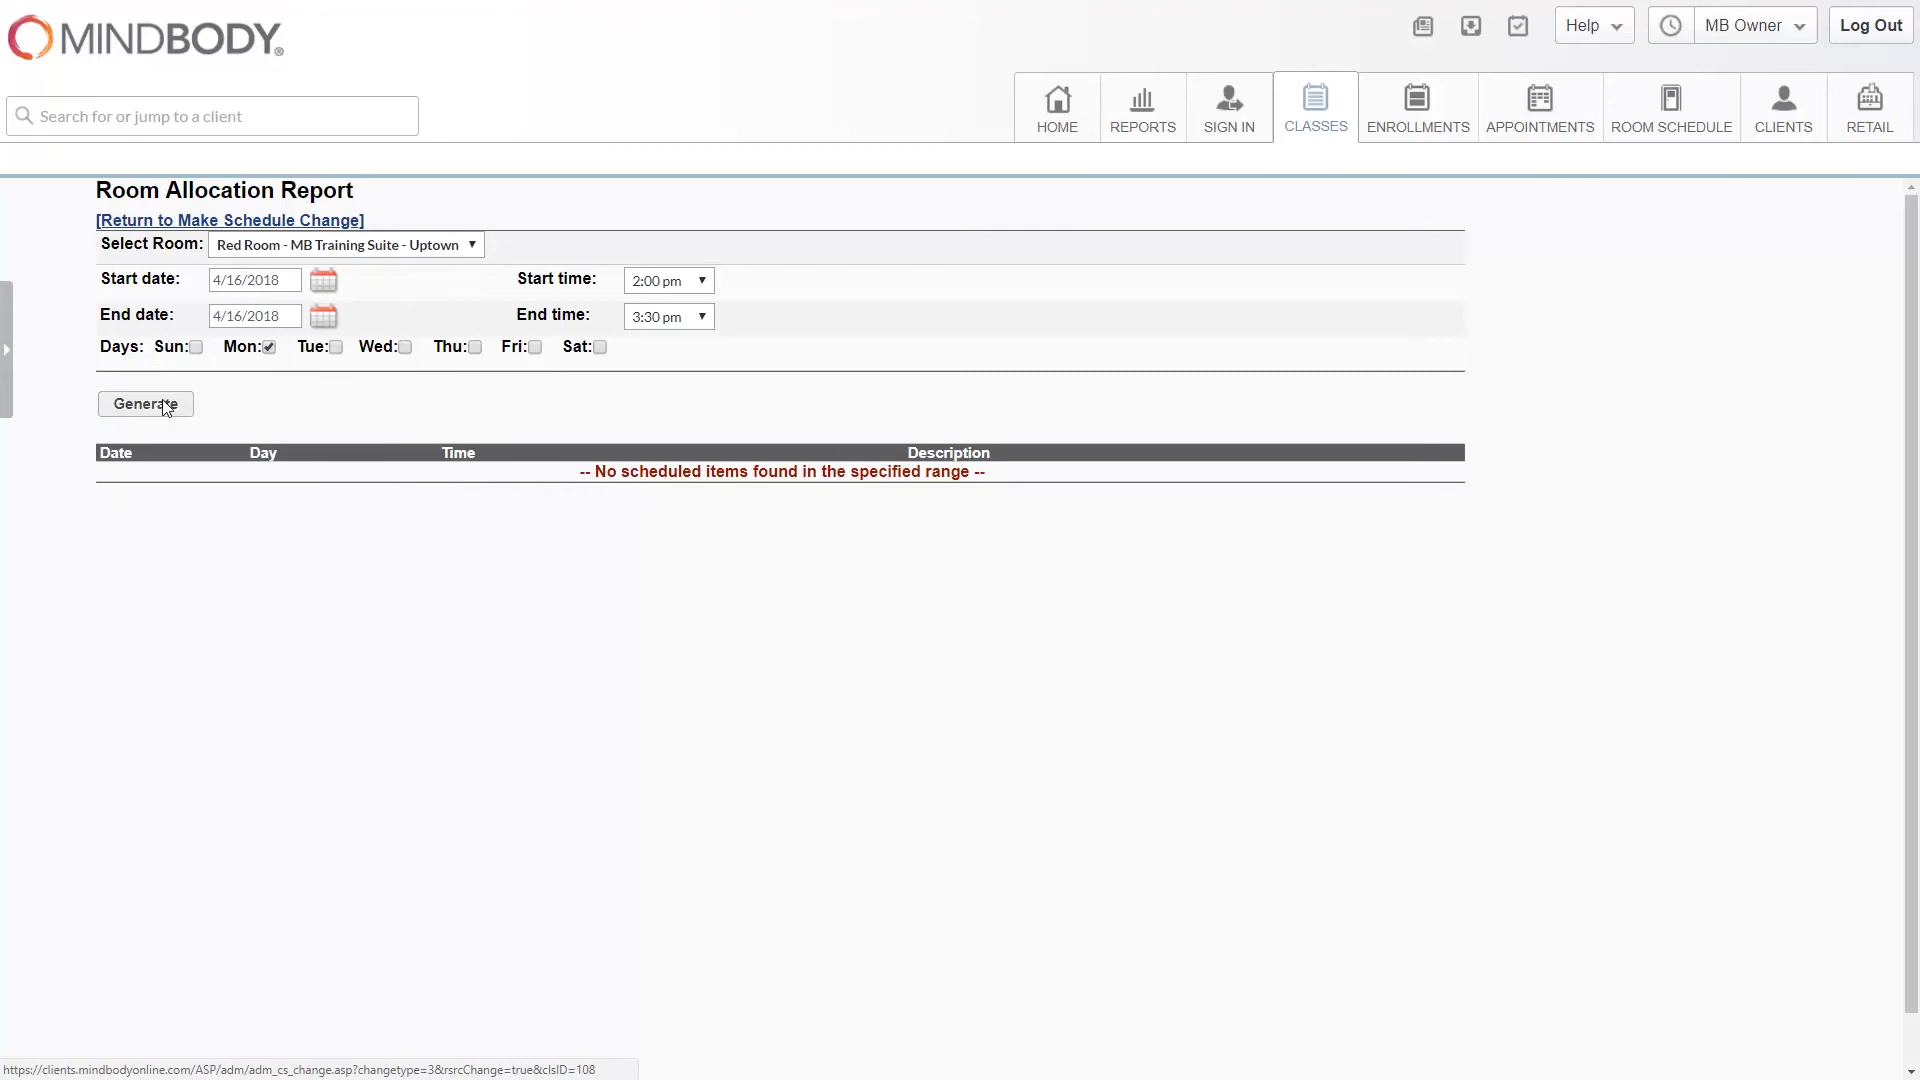 MINDBODY®
Help
MB Owner
Log Out
Search for or jump to a client
HOME
REPORTS
SIGN IN
CLASSES
ENROLLMENTS
APPOINTMENTS
ROOM SCHEDULE
CLIENTS
RETAIL
Room Allocation Report
[Return to Make Schedule Change]
Select Room: Red Room - MB Training Suite - Uptown
Start date: 4/16/2018 Start time: 2:00 pm
End date: 4/16/2018 End time: 3:30 pm
Days: Sun: Mon: Tue: Wed: Thu: Fri: Sat:
Generate
Date Day Time Description
-- No scheduled items found in the specified range --
https://clients.mindbodyonline.com/ASP/adm/adm_cs_change.asp?changetype=3&rsrcChange=true&clsID=108